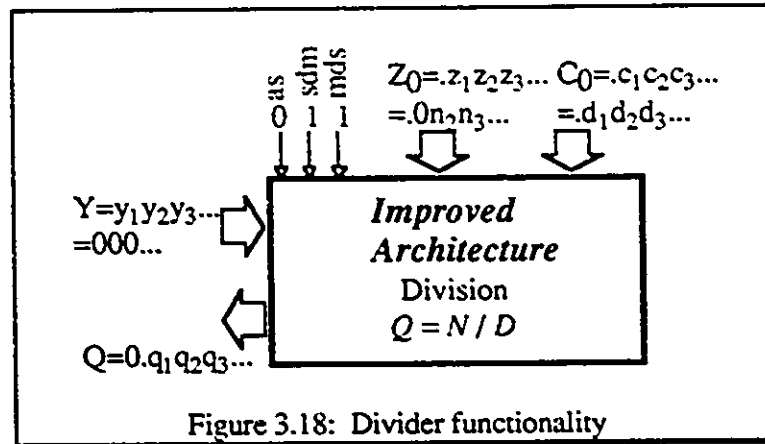 as sdm mds
0 1 1
Z0=.z1z2z3... C0=.c1c2c3...
=.0n2n3... =.d1d2d3...
Y=y1y2y3...
=000...
Improved
Architecture
Division
Q = N / D
Q=0.q1q2q3...
Figure 3.18: Divider functionality